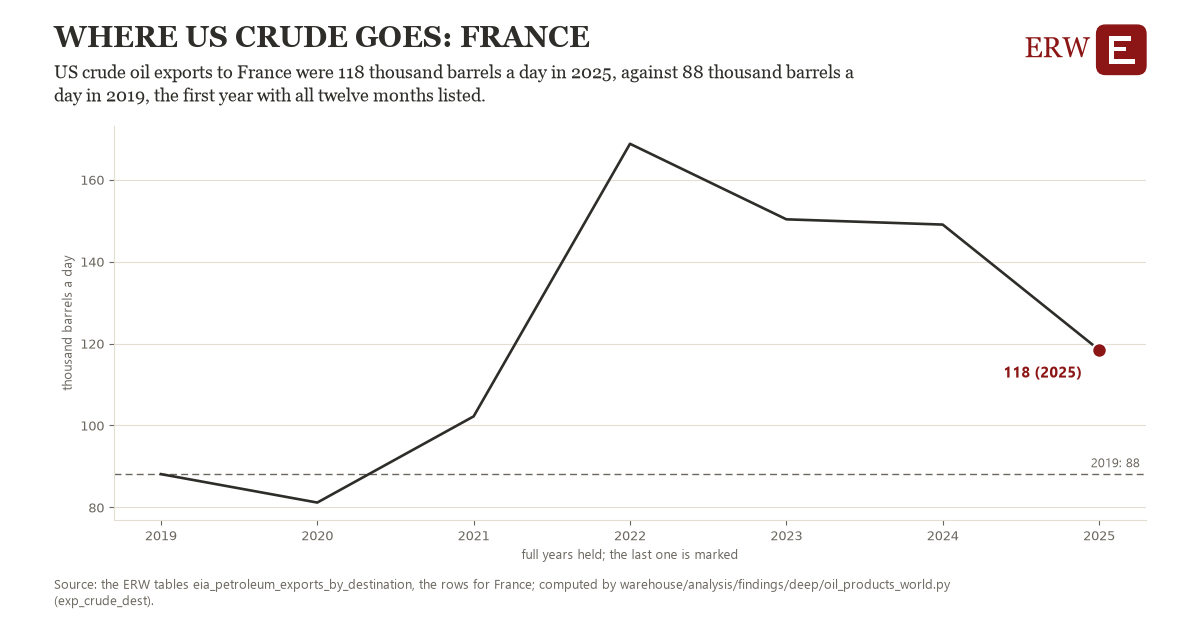 WHERE US CRUDE GOES: FRANCE
ERW E
US crude oil exports to France were 118 thousand barrels a day in 2025, against 88 thousand barrels a
day in 2019, the first year with all twelve months listed.
thousand barrels a day
160
140
120
100
80
118 (2025)
2019: 88
2019 2020 2021 2022 2023 2024 2025
full years held; the last one is marked
Source: the ERW tables eia_petroleum_exports_by_destination, the rows for France; computed by warehouse/analysis/findings/deep/oil_products_world.py
(exp_crude_dest).